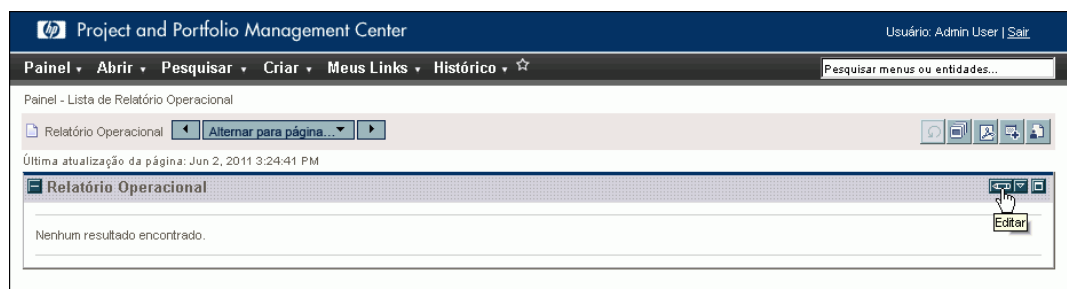 hp Project and Portfolio Management Center
Usuário: Admin User | Sair
Painel Abrir Pesquisar Criar Meus Links Histórico
Pesquisar menus ou entidades...
Painel - Lista de Relatório Operacional
Relatório Operacional Alternar para página...
Última atualização da página: Jun 2, 2011 3:24:41 PM
Relatório Operacional
Editar
Nenhum resultado encontrado.